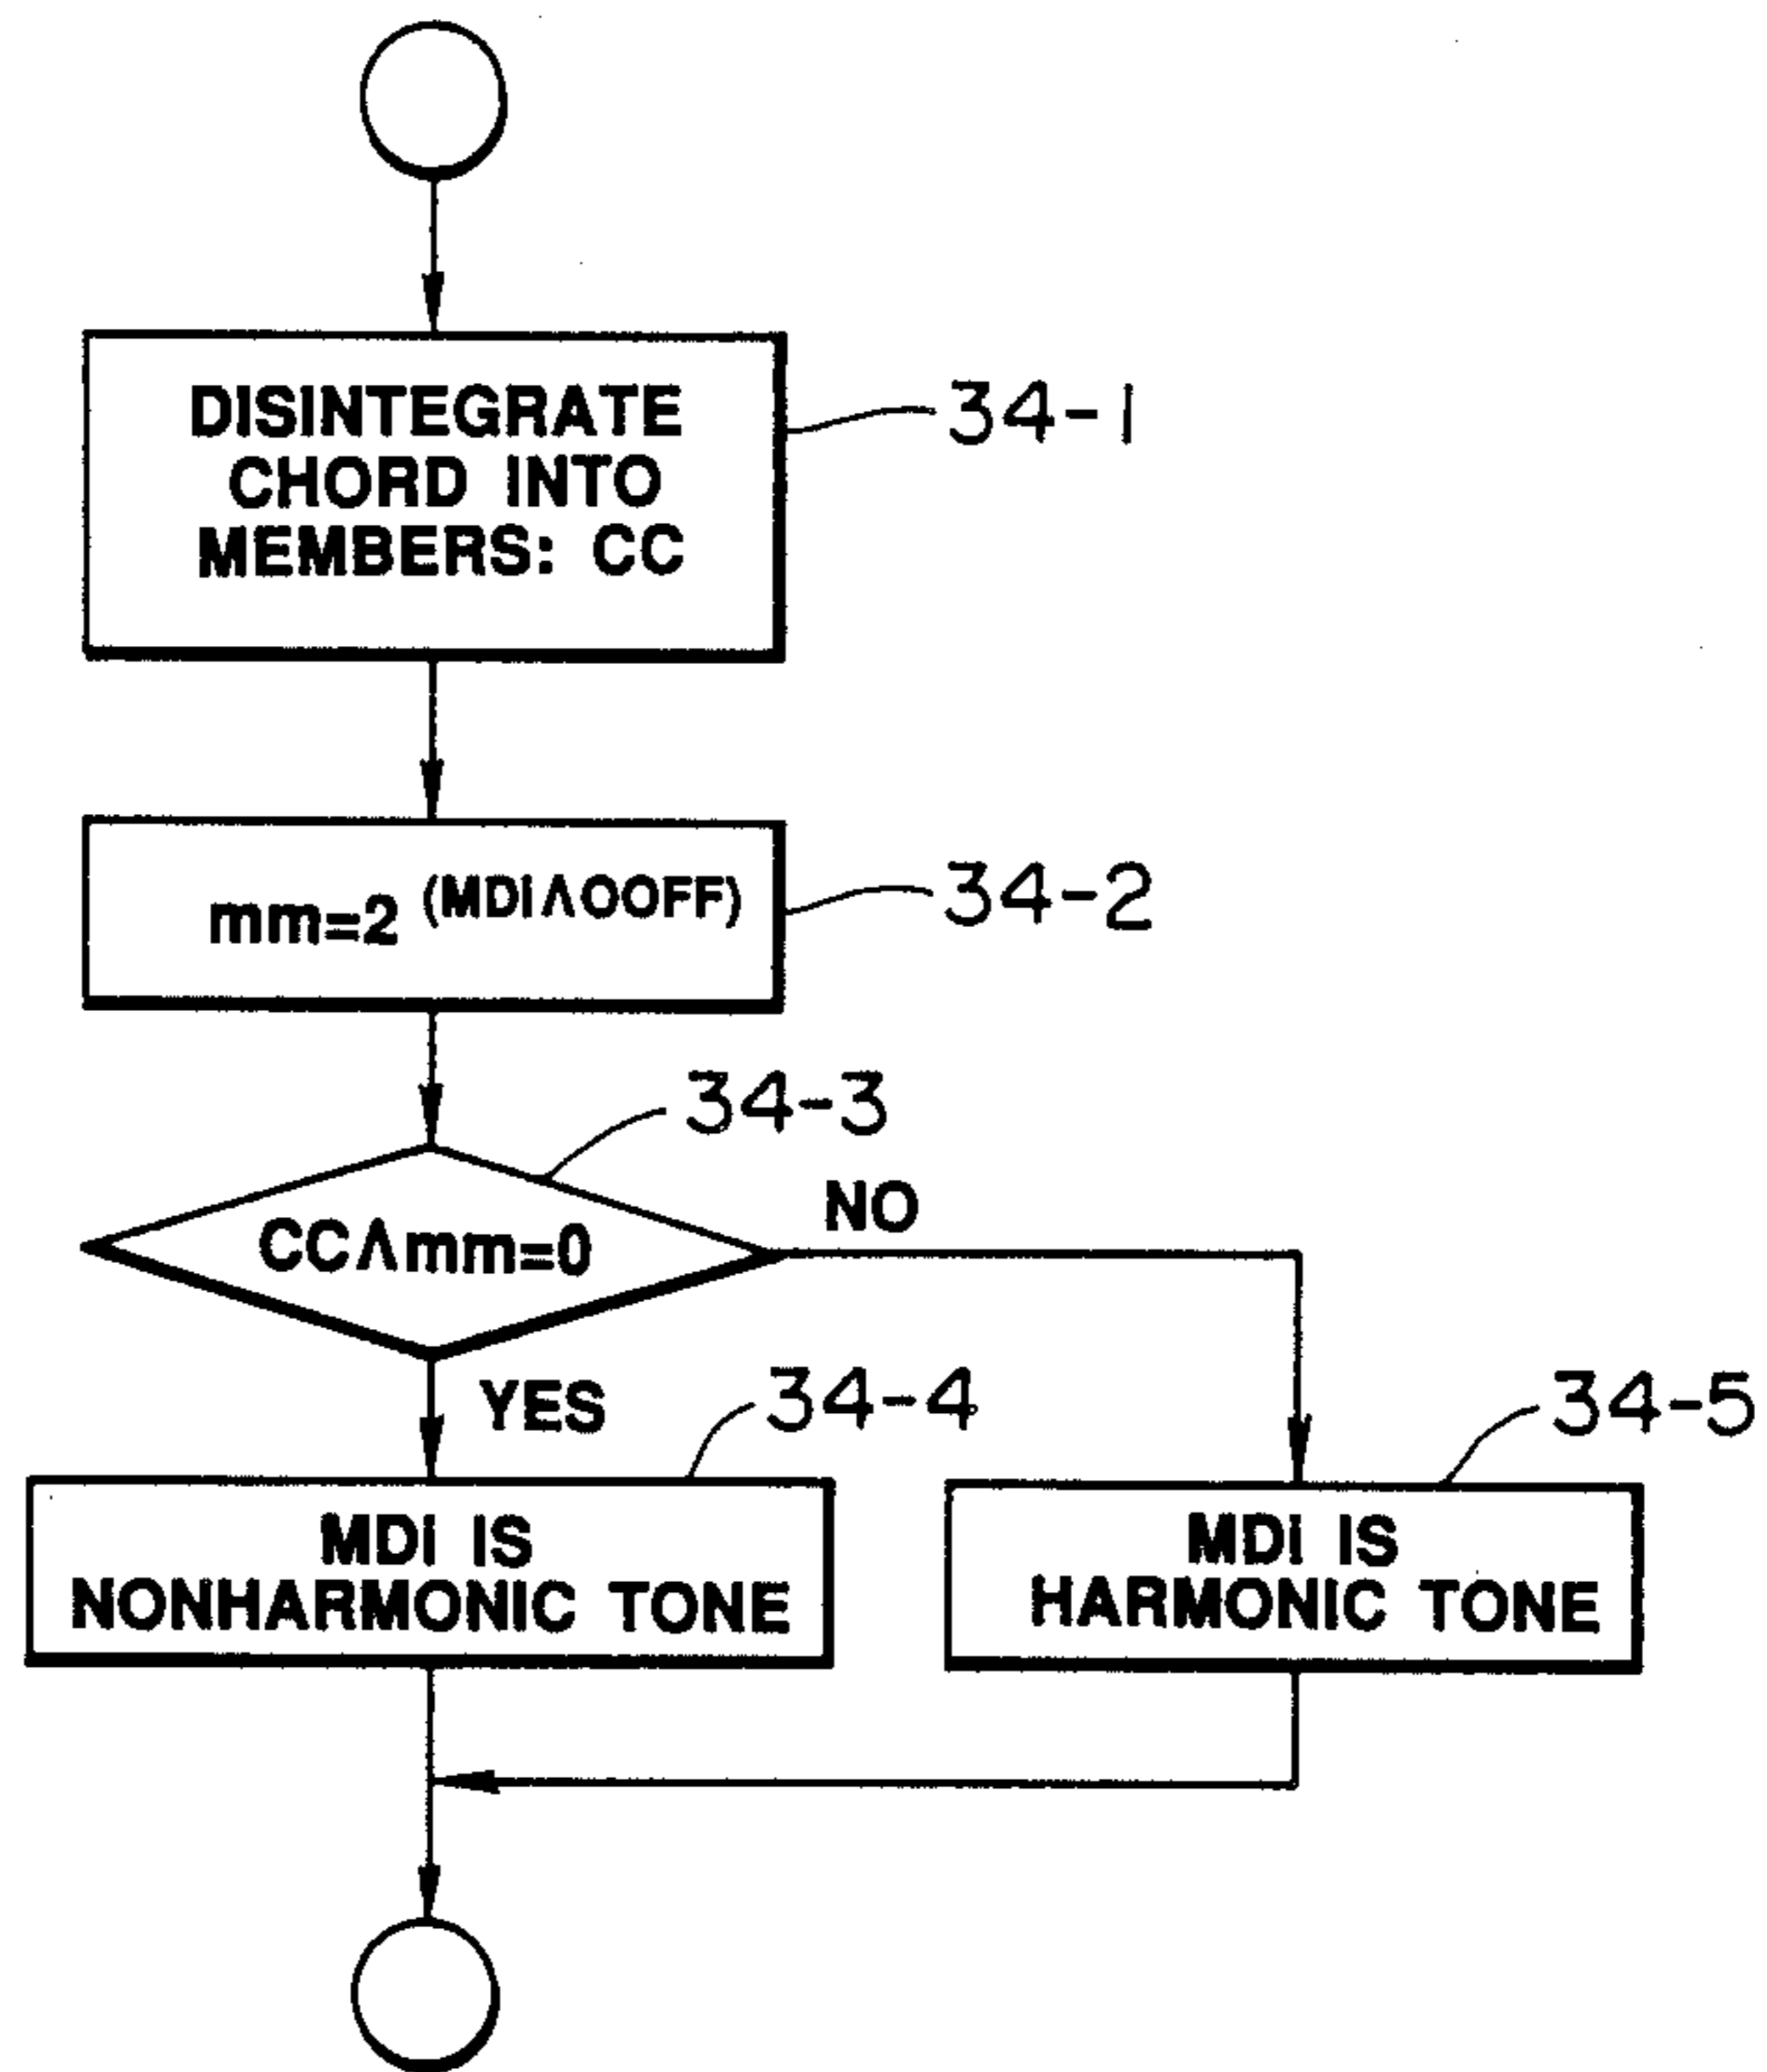 DISINTEGRATE
CHORD INTO
MEMBERS: CC
34-1
mm=2 (MDi∧00FF)
34-2
34-3
CC∧mm=0
NO
YES
34-4
34-5
MDi IS
NONHARMONIC TONE
MDi IS
HARMONIC TONE